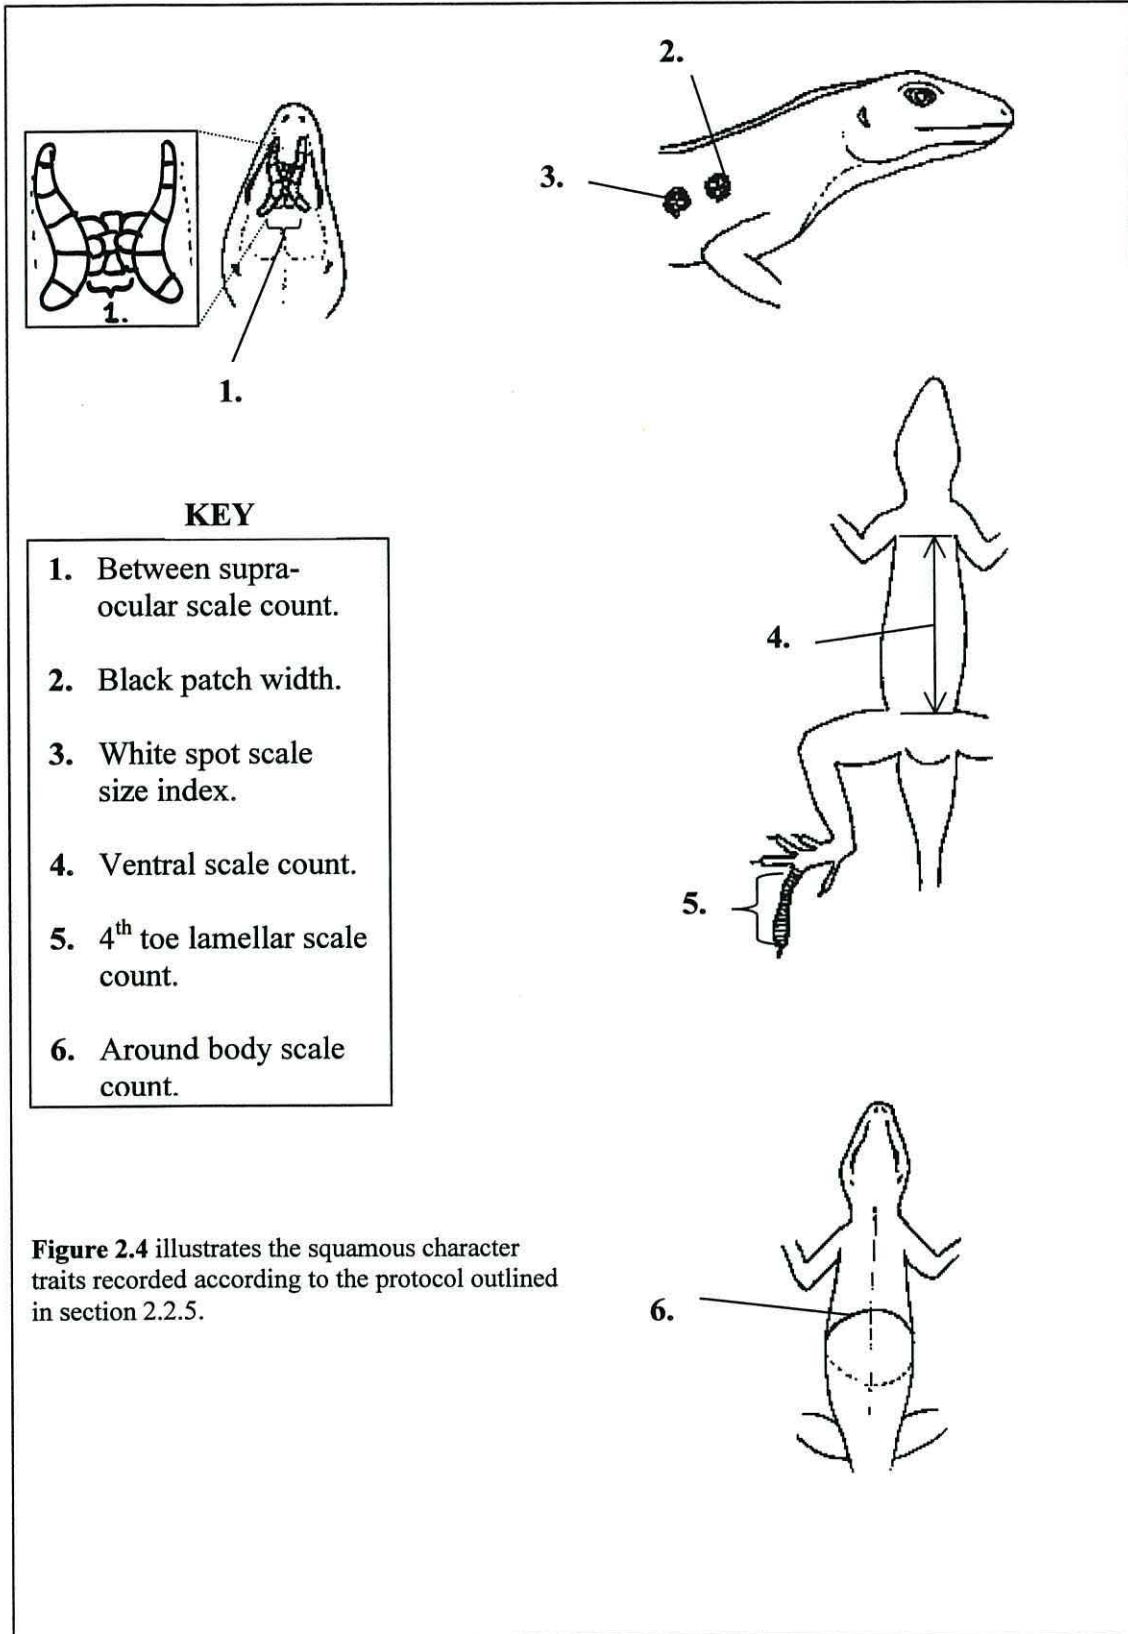 2.
3.
1.
1.
KEY
1. Between supra-
ocular scale count.
2. Black patch width.
3. White spot scale
size index.
4. Ventral scale count.
5. 4th toe lamellar scale
count.
6. Around body scale
count.
4.
5.
6.
Figure 2.4 illustrates the squamous character
traits recorded according to the protocol outlined
in section 2.2.5.